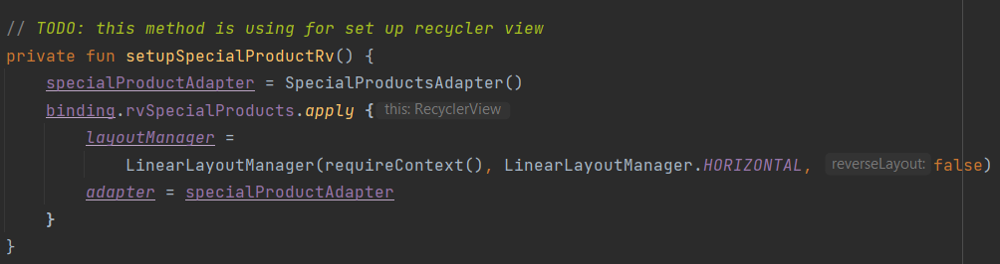 // TODO: this method is using for set up recycler view
private fun setupSpecialProductRv() {
specialProductAdapter = SpecialProductsAdapter()
binding.rvSpecialProducts.apply { this: RecyclerView
layoutManager =
LinearLayoutManager(requireContext(), LinearLayoutManager.HORIZONTAL, reverseLayout: false)
adapter = specialProductAdapter
}
}